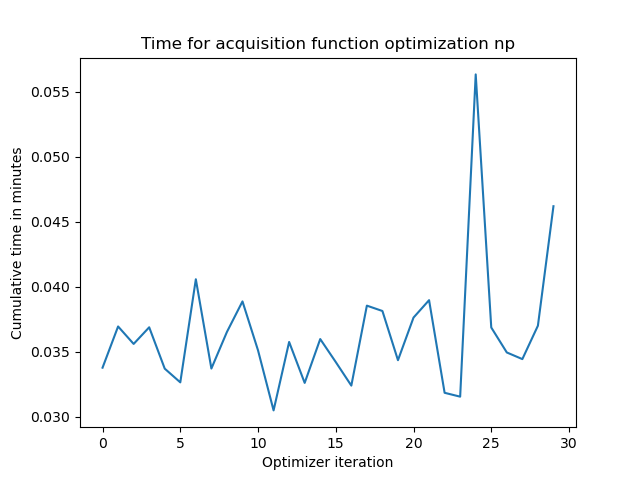 Time for acquisition function optimization np
0.055
0.050
0.045
0.040
0.035
0.030
Cumulative time in minutes
0 5 10 15 20 25 30
Optimizer iteration